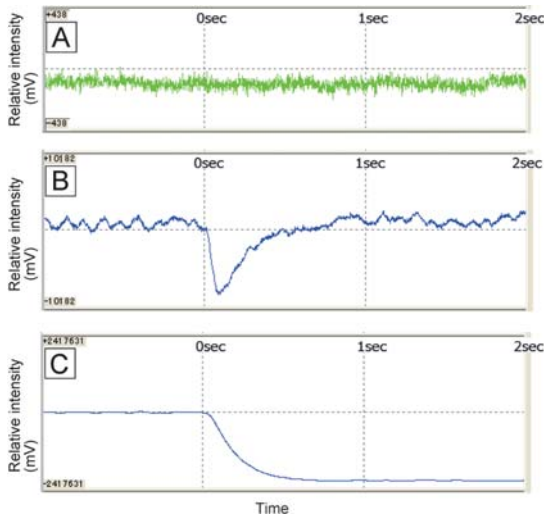 +438
A
0sec
1sec
2sec
Relative intensity
(mV)
-438
+10182
B
0sec
1sec
2sec
Relative intensity
(mV)
-10182
+2417631
C
0sec
1sec
2sec
Relative intensity
(mV)
-2417631
Time